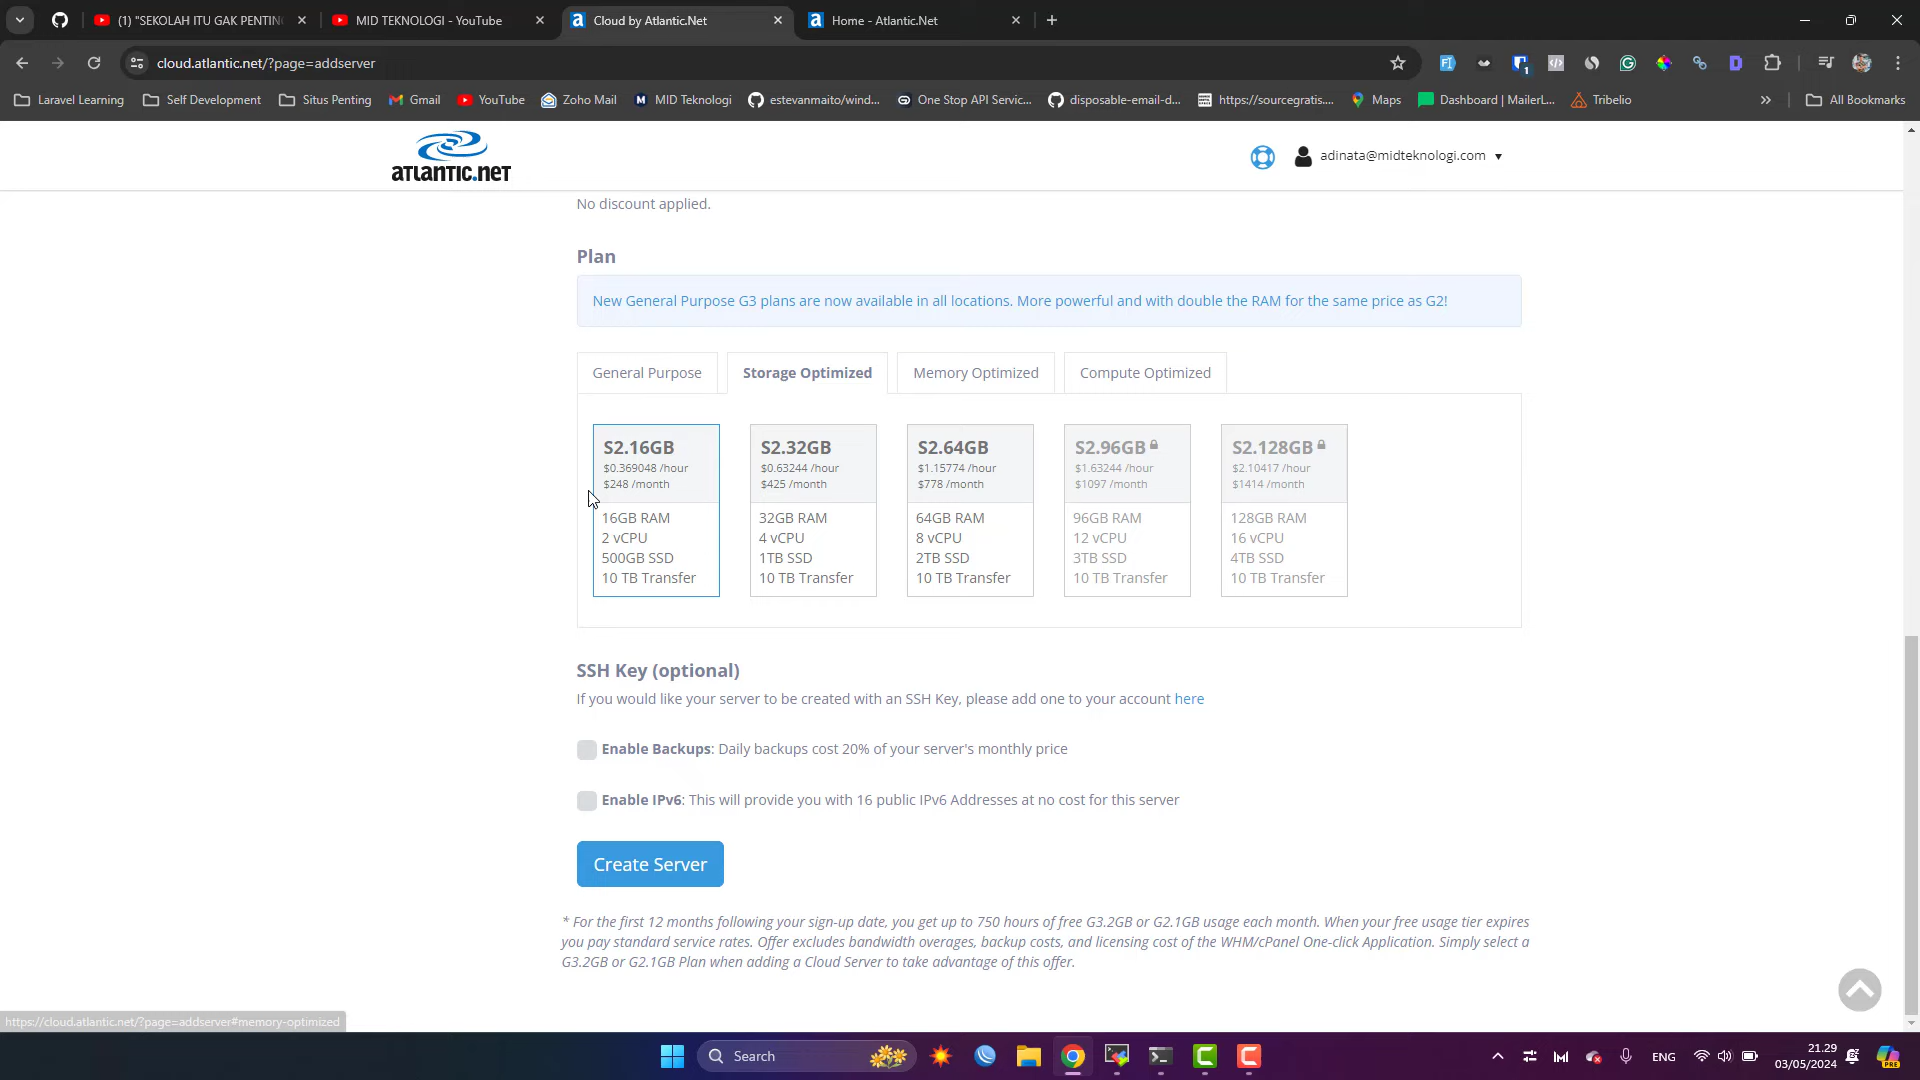 (1) "SEKOLAH ITU GAK PENTING
MID TEKNOLOGI - YouTube
Cloud by Atlantic.Net
Home - Atlantic.Net
cloud.atlantic.net/?page=addserver
Laravel Learning
Self Development
Situs Penting
Gmail
YouTube
Zoho Mail
MID Teknologi
estevanmaito/wind...
One Stop API Servic...
disposable-email-d...
https://sourcegratis....
Maps
Dashboard | MailerL...
Tribelio
All Bookmarks
atlantic.net
adinata@midteknologi.com
No discount applied.
Plan
New General Purpose G3 plans are now available in all locations. More powerful and with double the RAM for the same price as G2!
General Purpose
Storage Optimized
Memory Optimized
Compute Optimized
S2.16GB
$0.369048 /hour
$248 /month
16GB RAM
2 vCPU
500GB SSD
10 TB Transfer
S2.32GB
$0.63244 /hour
$425 /month
32GB RAM
4 vCPU
1TB SSD
10 TB Transfer
S2.64GB
$1.15774 /hour
$778 /month
64GB RAM
8 vCPU
2TB SSD
10 TB Transfer
S2.96GB
$1.63244 /hour
$1097 /month
96GB RAM
12 vCPU
3TB SSD
10 TB Transfer
S2.128GB
$2.10417 /hour
$1414 /month
128GB RAM
16 vCPU
4TB SSD
10 TB Transfer
SSH Key (optional)
If you would like your server to be created with an SSH Key, please add one to your account here
Enable Backups: Daily backups cost 20% of your server's monthly price
Enable IPv6: This will provide you with 16 public IPv6 Addresses at no cost for this server
Create Server
* For the first 12 months following your sign-up date, you get up to 750 hours of free G3.2GB or G2.1GB usage each month. When your free usage tier expires
you pay standard service rates. Offer excludes bandwidth overages, backup costs, and licensing cost of the WHM/cPanel One-click Application. Simply select a
G3.2GB or G2.1GB Plan when adding a Cloud Server to take advantage of this offer.
https://cloud.atlantic.net/?page=addserver#memory-optimized
Search
ENG
21.29
03/05/2024